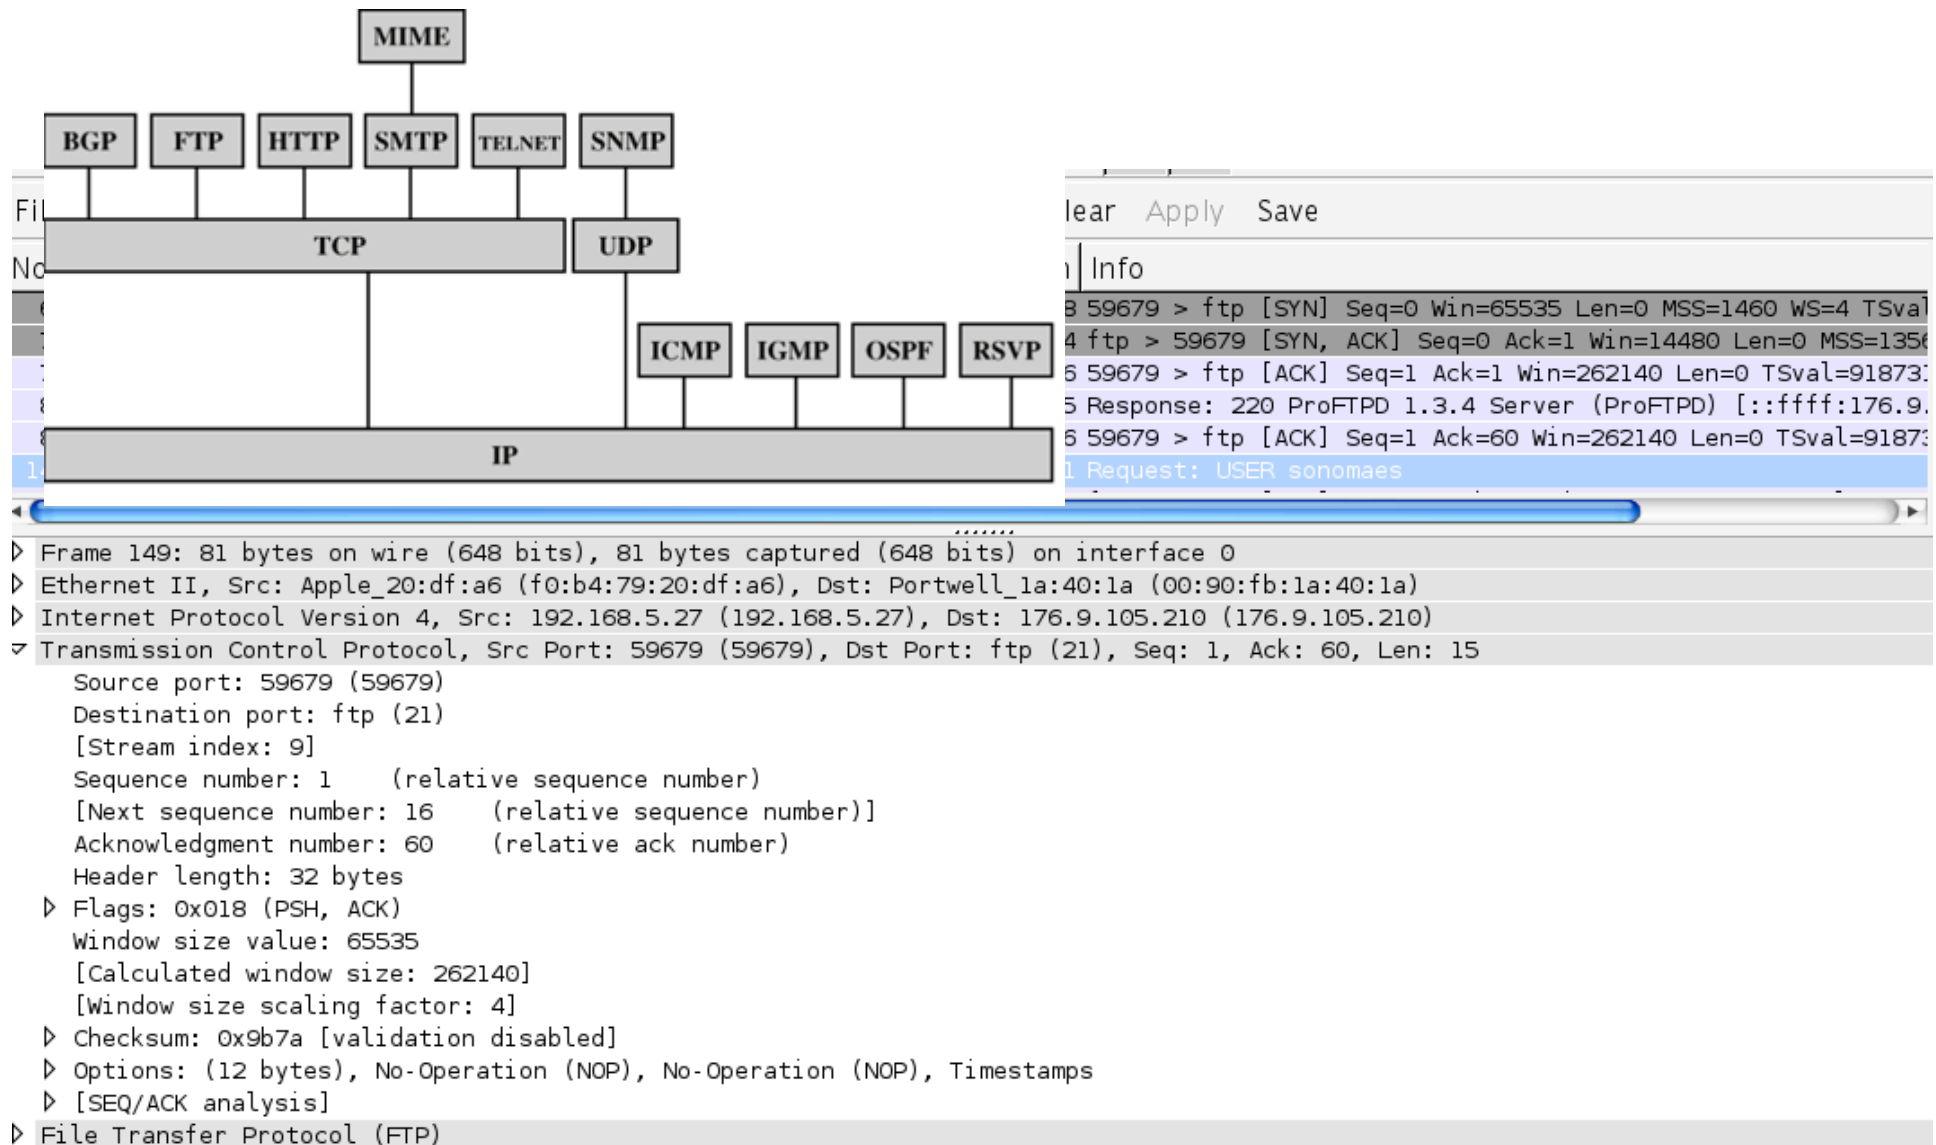 MIME
BGP FTP HTTP SMTP TELNET SNMP
TCP UDP
Apply Save
Info
ICMP IGMP OSPF RSVP
IP
59679 > ftp [SYN] Seq=0 Win=65535 Len=0 MSS=1460 WS=4 TSval
ftp > 59679 [SYN, ACK] Seq=0 Ack=1 Win=14480 Len=0 MSS=1356
59679 > ftp [ACK] Seq=1 Ack=1 Win=262140 Len=0 TSval=918731
Response: 220 ProFTPD 1.3.4 Server (ProFTPD) [::ffff:176.9.
59679 > ftp [ACK] Seq=1 Ack=60 Win=262140 Len=0 TSval=91873
Request: USER sonomaes
Frame 149: 81 bytes on wire (648 bits), 81 bytes captured (648 bits) on interface 0
Ethernet II, Src: Apple_20:df:a6 (f0:b4:79:20:df:a6), Dst: Portwell_1a:40:1a (00:90:fb:1a:40:1a)
Internet Protocol Version 4, Src: 192.168.5.27 (192.168.5.27), Dst: 176.9.105.210 (176.9.105.210)
Transmission Control Protocol, Src Port: 59679 (59679), Dst Port: ftp (21), Seq: 1, Ack: 60, Len: 15
Source port: 59679 (59679)
Destination port: ftp (21)
[Stream index: 9]
Sequence number: 1 (relative sequence number)
[Next sequence number: 16 (relative sequence number)]
Acknowledgment number: 60 (relative ack number)
Header length: 32 bytes
Flags: 0x018 (PSH, ACK)
Window size value: 65535
[Calculated window size: 262140]
[Window size scaling factor: 4]
Checksum: 0x9b7a [validation disabled]
Options: (12 bytes), No-Operation (NOP), No-Operation (NOP), Timestamps
[SEQ/ACK analysis]
File Transfer Protocol (FTP)